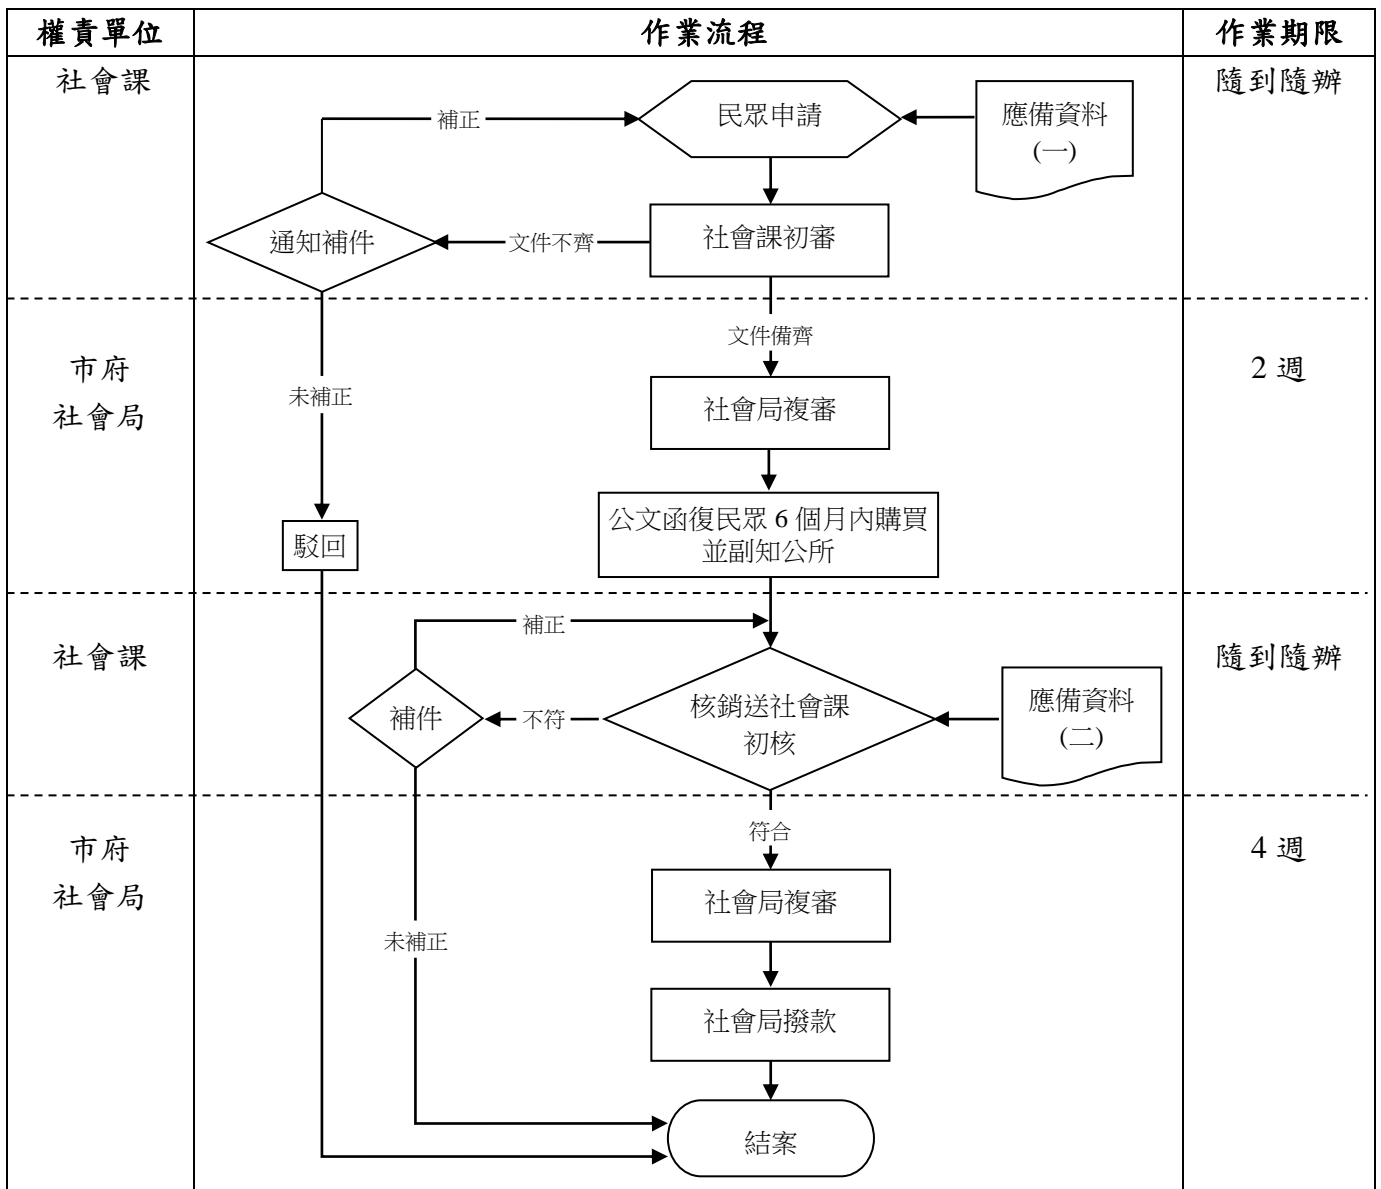 權責單位
作業流程
作業期限
社會課
隨到隨辦
補正
民眾申請
應備資料
(一)
通知補件
文件不齊
社會課初審
文件備齊
市府
社會局
2 週
未補正
社會局複審
公文函復民眾 6 個月內購買
並副知公所
駁回
社會課
隨到隨辦
補正
補件
不符
核銷送社會課
初核
應備資料
(二)
符合
市府
社會局
4 週
社會局複審
未補正
社會局撥款
結案